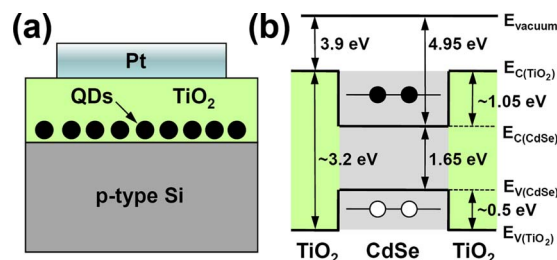 (a)
Pt
QDs
TiO2
p-type Si
(b)
Evacuum
3.9 eV
4.95 eV
EC(TiO2)
~1.05 eV
EC(CdSe)
~3.2 eV
1.65 eV
EV(CdSe)
~0.5 eV
EV(TiO2)
TiO2 CdSe TiO2